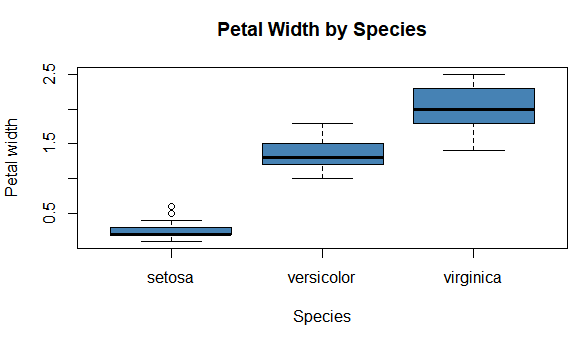 Petal Width by Species
Petal width
2.5
1.5
0.5
setosa versicolor virginica
Species